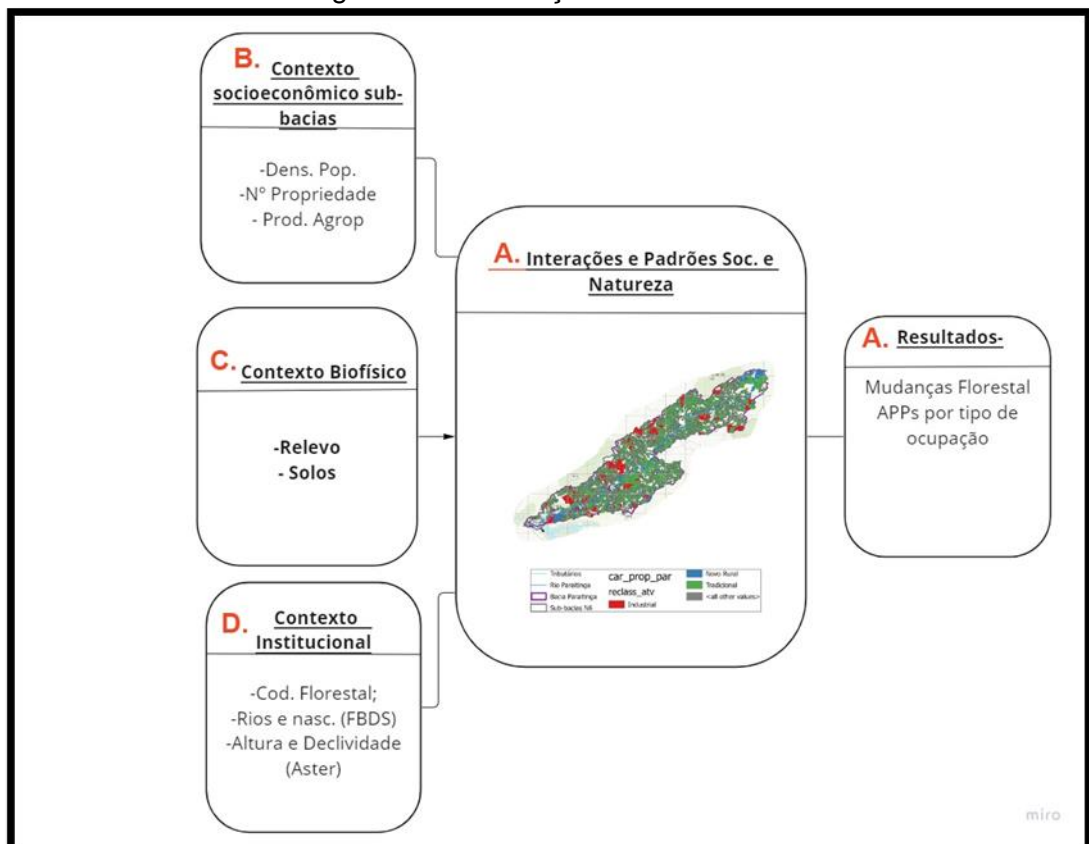 B. Contexto
socioeconômico sub-
bacias
-Dens. Pop.
-Nº Propriedade
- Prod. Agrop
C. Contexto Biofísico
-Relevo
- Solos
D. Contexto
Institucional
-Cod. Florestal;
-Rios e nasc. (FBDS)
-Altura e Declividade
(Aster)
A. Interações e Padrões Soc. e
Natureza
Tributários
Rio Paraitinga
Bacia Paraitinga
Sub-bacias N6
car_prop_par
reclass_atv
Industrial
Novo Rural
Tradicional
<all other values>
A. Resultados-
Mudanças Florestal
APPs por tipo de
ocupação
miro